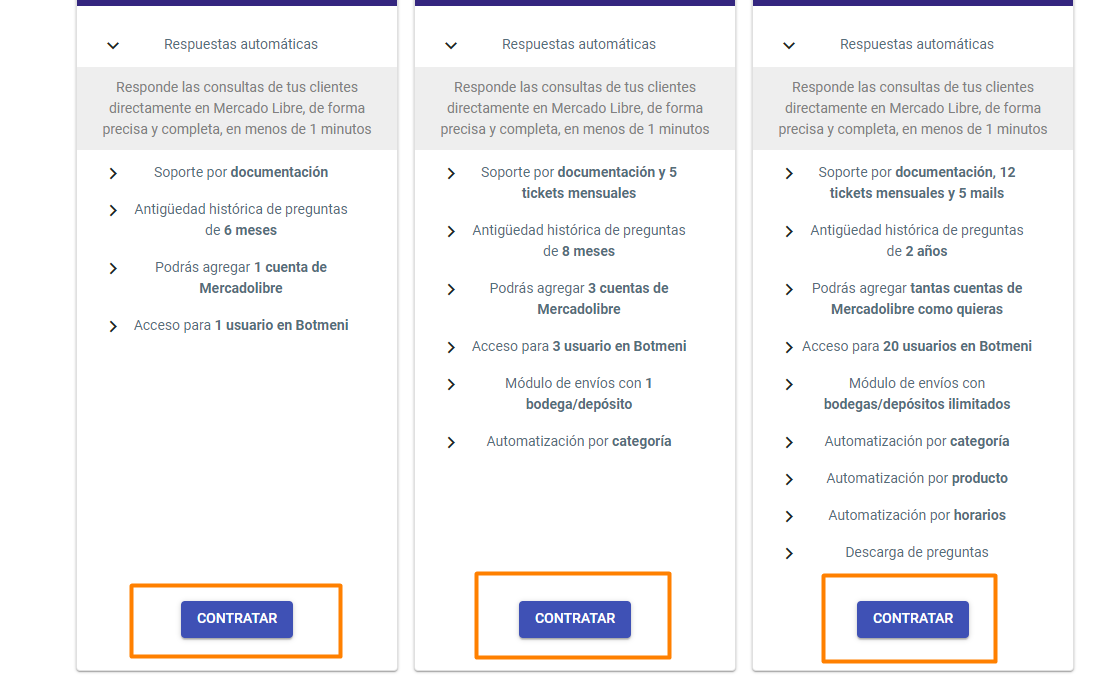 Respuestas automáticas
Responde las consultas de tus clientes
directamente en Mercado Libre, de forma
precisa y completa, en menos de 1 minutos
Soporte por documentación
Antigüedad histórica de preguntas
de 6 meses
Podrás agregar 1 cuenta de
Mercadolibre
Acceso para 1 usuario en Botmeni
CONTRATAR
Respuestas automáticas
Responde las consultas de tus clientes
directamente en Mercado Libre, de forma
precisa y completa, en menos de 1 minutos
Soporte por documentación y 5
tickets mensuales
Antigüedad histórica de preguntas
de 8 meses
Podrás agregar 3 cuentas de
Mercadolibre
Acceso para 3 usuario en Botmeni
Módulo de envíos con 1
bodega/depósito
Automatización por categoría
CONTRATAR
Respuestas automáticas
Responde las consultas de tus clientes
directamente en Mercado Libre, de forma
precisa y completa, en menos de 1 minutos
Soporte por documentación, 12
tickets mensuales y 5 mails
Antigüedad histórica de preguntas
de 2 años
Podrás agregar tantas cuentas de
Mercadolibre como quieras
Acceso para 20 usuarios en Botmeni
Módulo de envíos con
bodegas/depósitos ilimitados
Automatización por categoría
Automatización por producto
Automatización por horarios
Descarga de preguntas
CONTRATAR